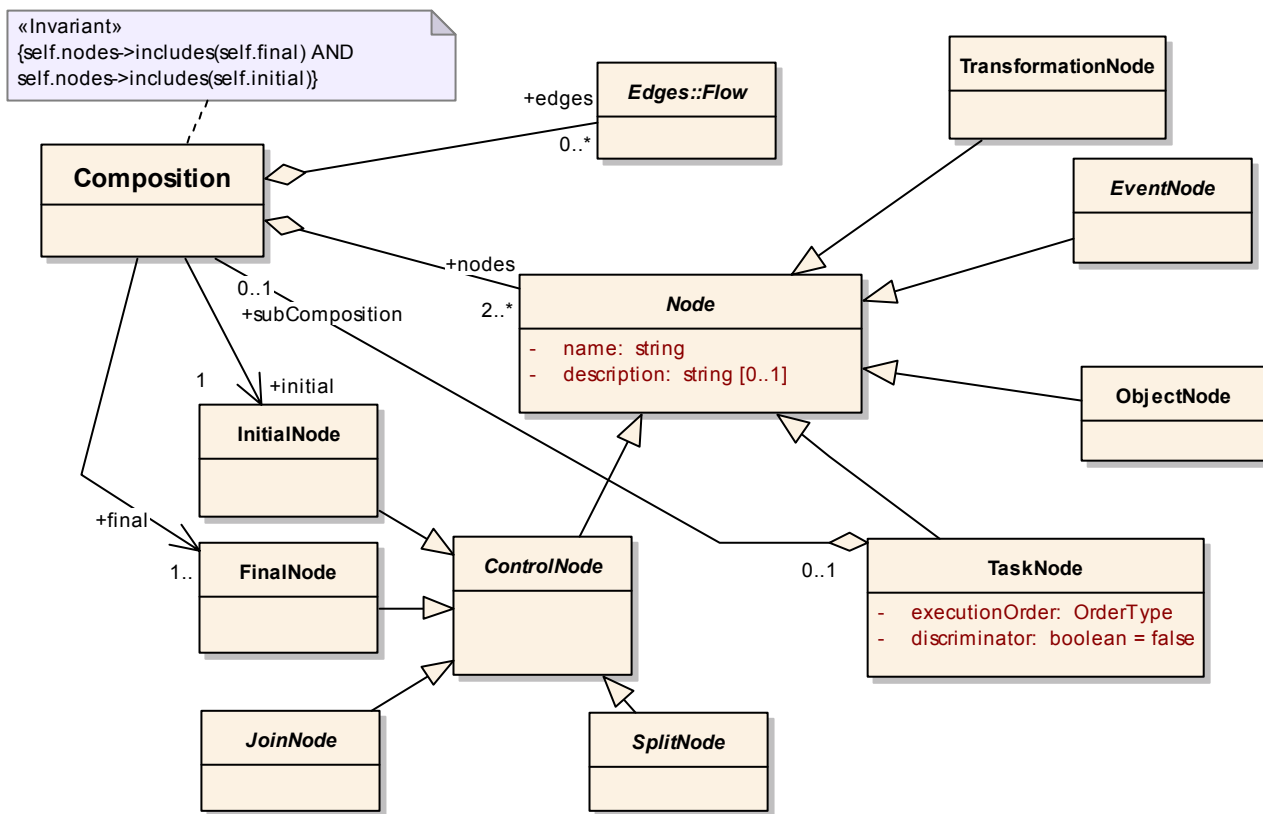 «Invariant»
{self.nodes->includes(self.final) AND
self.nodes->includes(self.initial)}
Composition
+edges
0..*
Edges::Flow
TransformationNode
EventNode
+nodes
2..*
Node
- name: string
- description: string [0..1]
0..1
+subComposition
ObjectNode
1
+initial
InitialNode
+final
1..
FinalNode
ControlNode
0..1
TaskNode
- executionOrder: OrderType
- discriminator: boolean = false
JoinNode
SplitNode